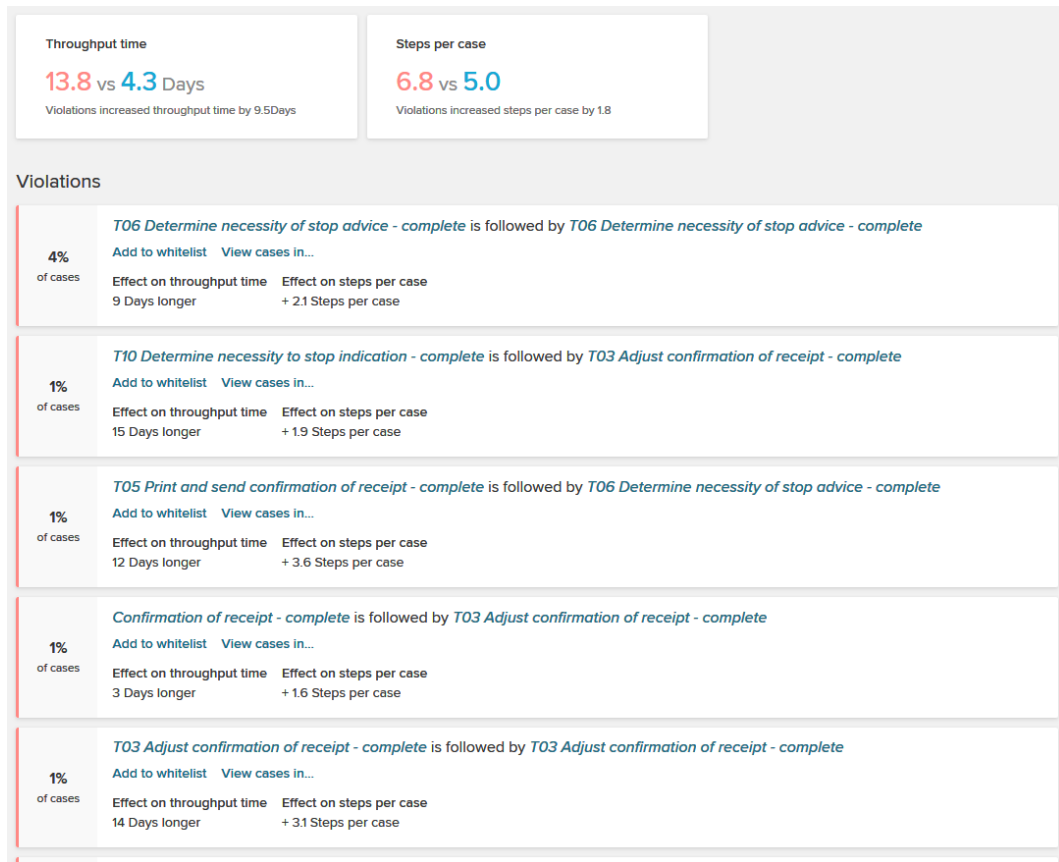 Throughput time
13.8 vs 4.3 Days
Violations increased throughput time by 9.5Days
Steps per case
6.8 vs 5.0
Violations increased steps per case by 1.8
Violations
4%
of cases
T06 Determine necessity of stop advice - complete is followed by T06 Determine necessity of stop advice - complete
Add to whitelist View cases in...
Effect on throughput time Effect on steps per case
9 Days longer + 2.1 Steps per case
1%
of cases
T10 Determine necessity to stop indication - complete is followed by T03 Adjust confirmation of receipt - complete
Add to whitelist View cases in...
Effect on throughput time Effect on steps per case
15 Days longer + 1.9 Steps per case
1%
of cases
T05 Print and send confirmation of receipt - complete is followed by T06 Determine necessity of stop advice - complete
Add to whitelist View cases in...
Effect on throughput time Effect on steps per case
12 Days longer + 3.6 Steps per case
1%
of cases
Confirmation of receipt - complete is followed by T03 Adjust confirmation of receipt - complete
Add to whitelist View cases in...
Effect on throughput time Effect on steps per case
3 Days longer + 1.6 Steps per case
1%
of cases
T03 Adjust confirmation of receipt - complete is followed by T03 Adjust confirmation of receipt - complete
Add to whitelist View cases in...
Effect on throughput time Effect on steps per case
14 Days longer + 3.1 Steps per case